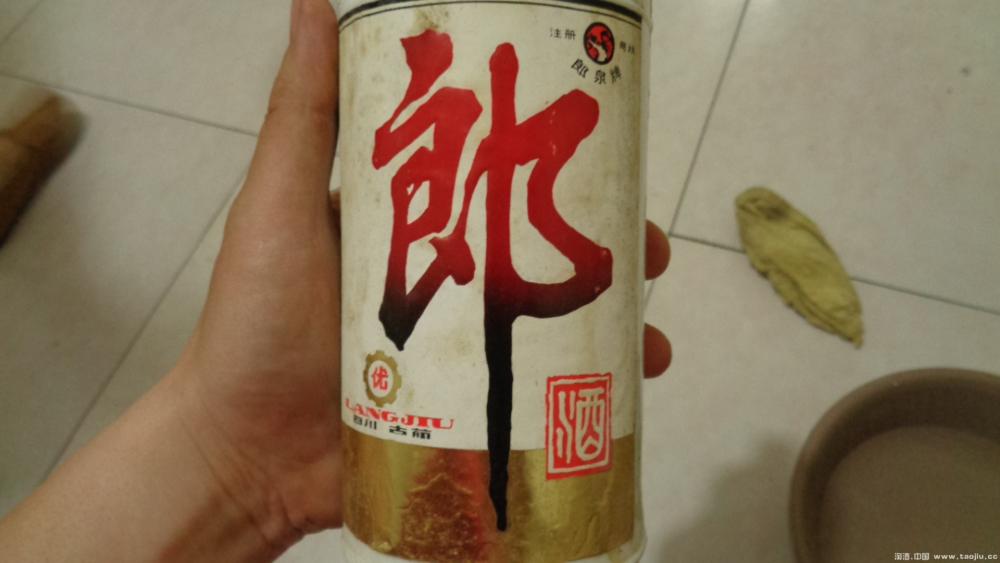 注册 商标
郎泉牌
郎
优
LANGJIU
四川 古蔺
酒
淘酒.中国 www.taojiu.cc